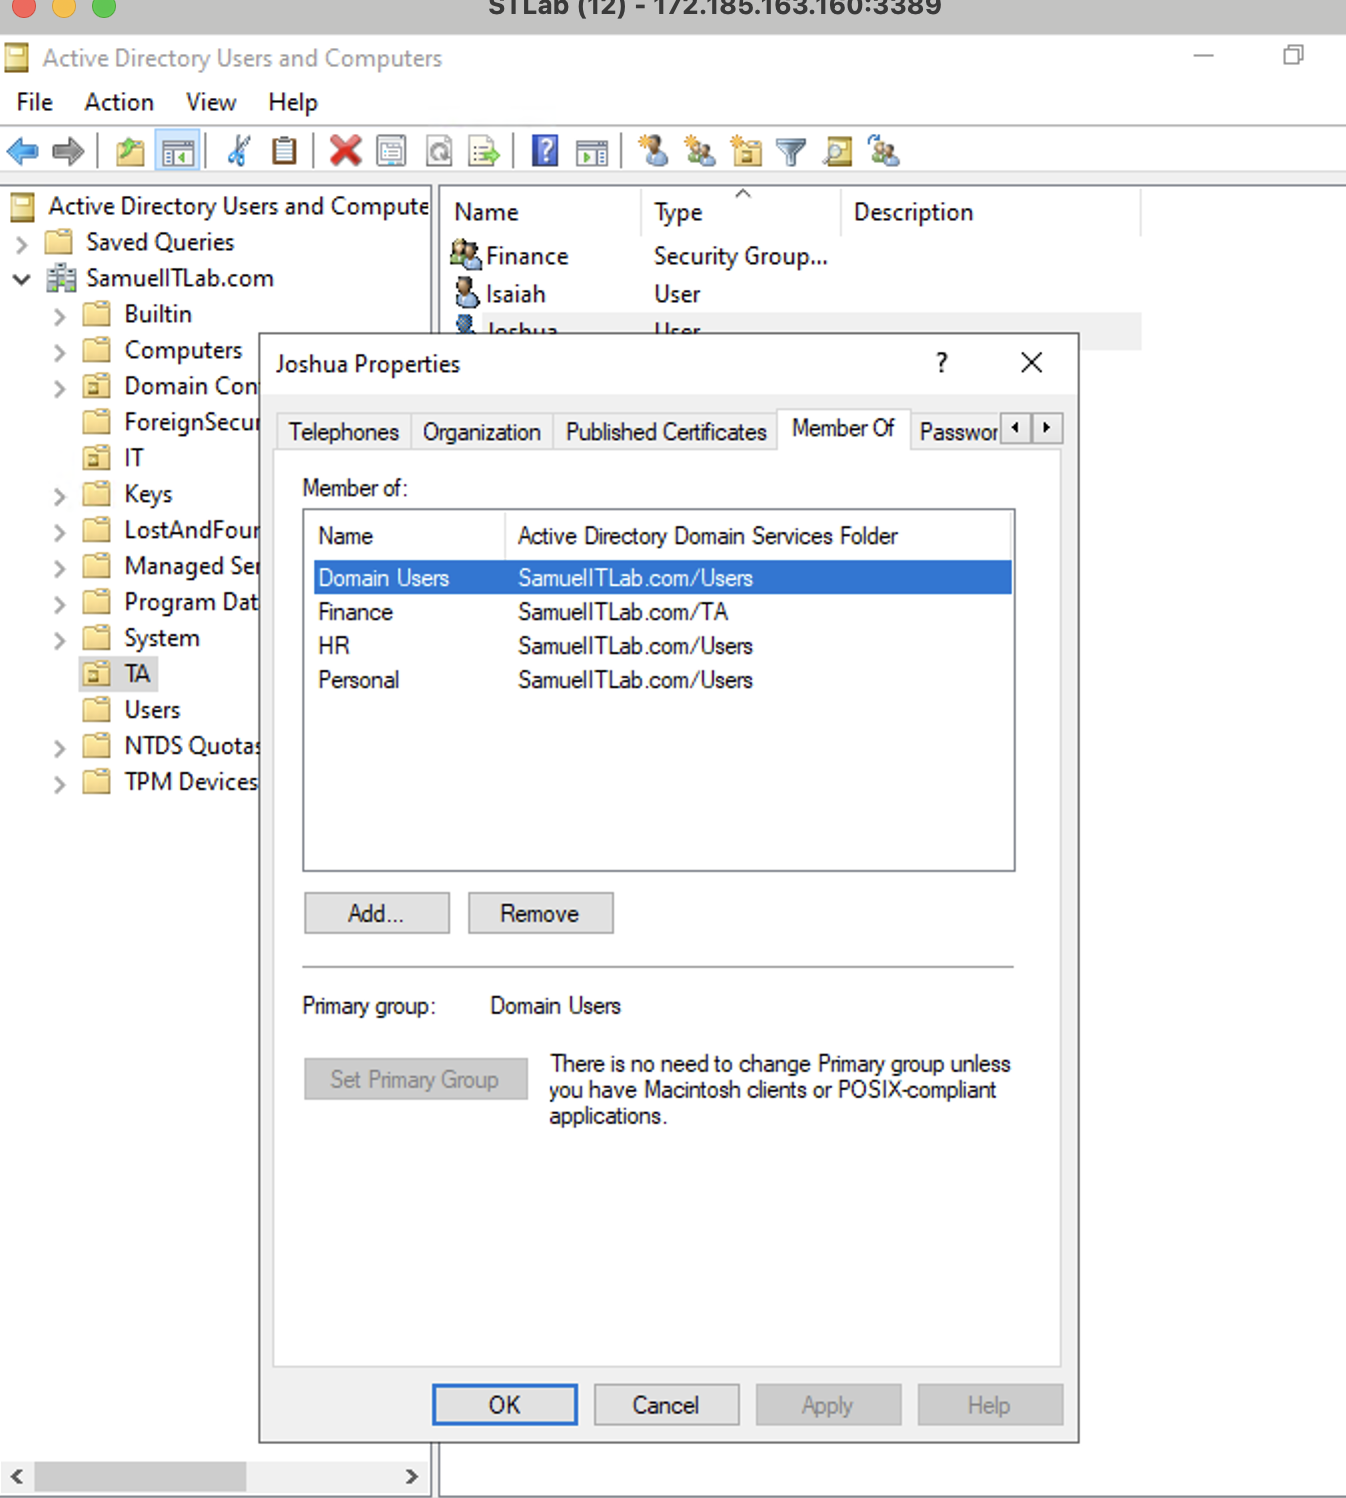 STLab (12) - 172.185.163.160:3389
Active Directory Users and Computers
File Action View Help
Active Directory Users and Compute
Saved Queries
SamuelITLab.com
Builtin
Computers
Domain Con
ForeignSecur
IT
Keys
LostAndFour
Managed Ser
Program Dat
System
TA
Users
NTDS Quotas
TPM Devices
Name Type Description
Finance Security Group...
Isaiah User
Joshua User
Joshua Properties
?
Telephones Organization Published Certificates Member Of Passwor
Member of:
Name Active Directory Domain Services Folder
Domain Users SamuelITLab.com/Users
Finance SamuelITLab.com/TA
HR SamuelITLab.com/Users
Personal SamuelITLab.com/Users
Add... Remove
Primary group: Domain Users
Set Primary Group
There is no need to change Primary group unless
you have Macintosh clients or POSIX-compliant
applications.
OK Cancel Apply Help